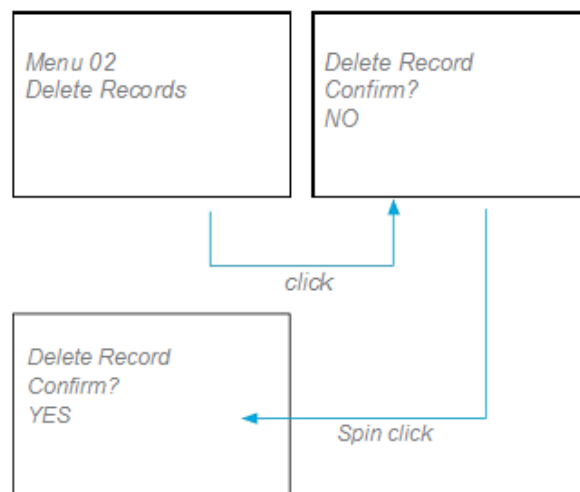 Menu 02
Delete Records
Delete Record
Confirm?
NO
click
Delete Record
Confirm?
YES
Spin click